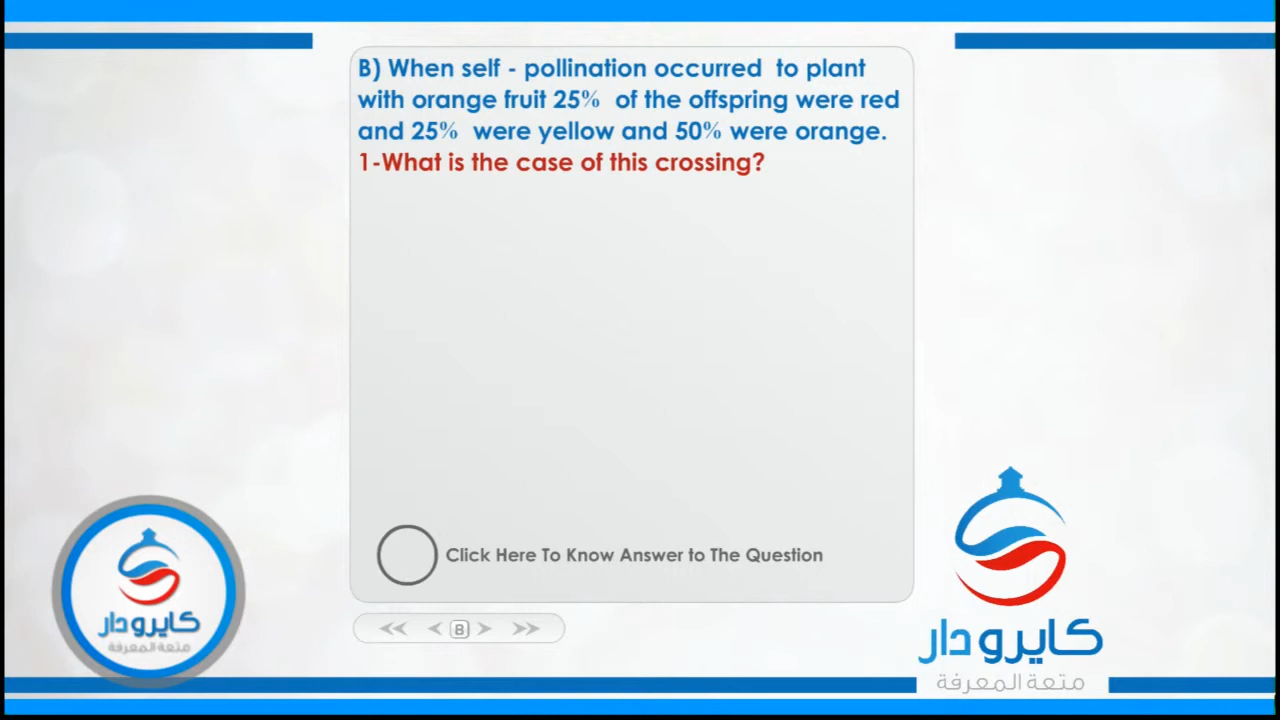 B) When self - pollination occurred to plant
with orange fruit 25% of the offspring were red
and 25% were yellow and 50% were orange.
1-What is the case of this crossing?
Click Here To Know Answer to The Question
B
كايرو دار
متعة المعرفة
كايرو دار
متعة المعرفة